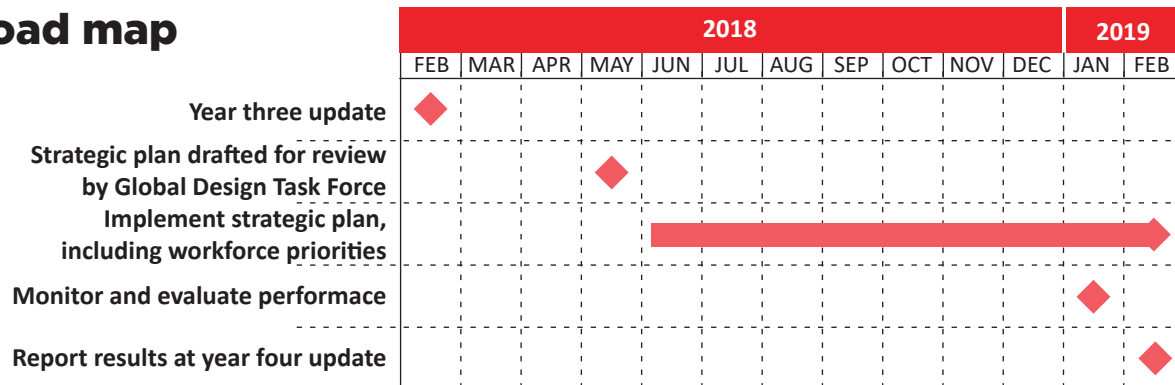 oad map
2018 2019
FEB MAR APR MAY JUN JUL AUG SEP OCT NOV DEC JAN FEB
Year three update
Strategic plan drafted for review
by Global Design Task Force
Implement strategic plan,
including workforce priorities
Monitor and evaluate performace
Report results at year four update